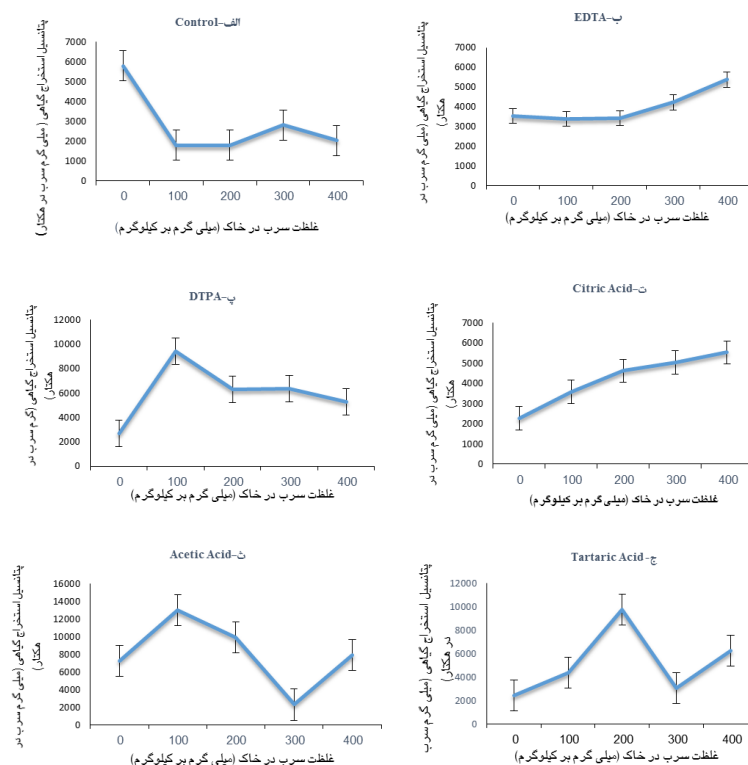 الف-Control
پتانسیل استخراج گیاهی (میلی گرم سرب در هکتار)
7000
6000
5000
4000
3000
2000
1000
0
0 100 200 300 400
غلظت سرب در خاک (میلی گرم بر کیلوگرم)
ب-EDTA
پتانسیل استخراج گیاهی (میلی گرم سرب در
هکتار)
7000
6000
5000
4000
3000
2000
1000
0
0 100 200 300 400
غلظت سرب در خاک (میلی گرم بر کیلوگرم)
پ-DTPA
پتانسیل استخراج گیاهی (گرم سرب در
هکتار)
12000
10000
8000
6000
4000
2000
0
0 100 200 300 400
غلظت سرب در خاک (میلی گرم بر کیلوگرم)
ت-Citric Acid
پتانسیل استخراج گیاهی (میلی گرم سرب در
هکتار)
7000
6000
5000
4000
3000
2000
1000
0
0 100 200 300 400
غلظت سرب در خاک (میلی گرم بر کیلوگرم)
ث-Acetic Acid
پتانسیل استخراج گیاهی (میلی گرم سرب در
هکتار)
16000
14000
12000
10000
8000
6000
4000
2000
0
0 100 200 300 400
غلظت سرب در خاک (میلی گرم بر کیلوگرم)
ج-Tartaric Acid
پتانسیل استخراج گیاهی (میلی گرم سرب
در هکتار)
12000
10000
8000
6000
4000
2000
0
0 100 200 300 400
غلظت سرب در خاک (میلی گرم بر کیلوگرم)